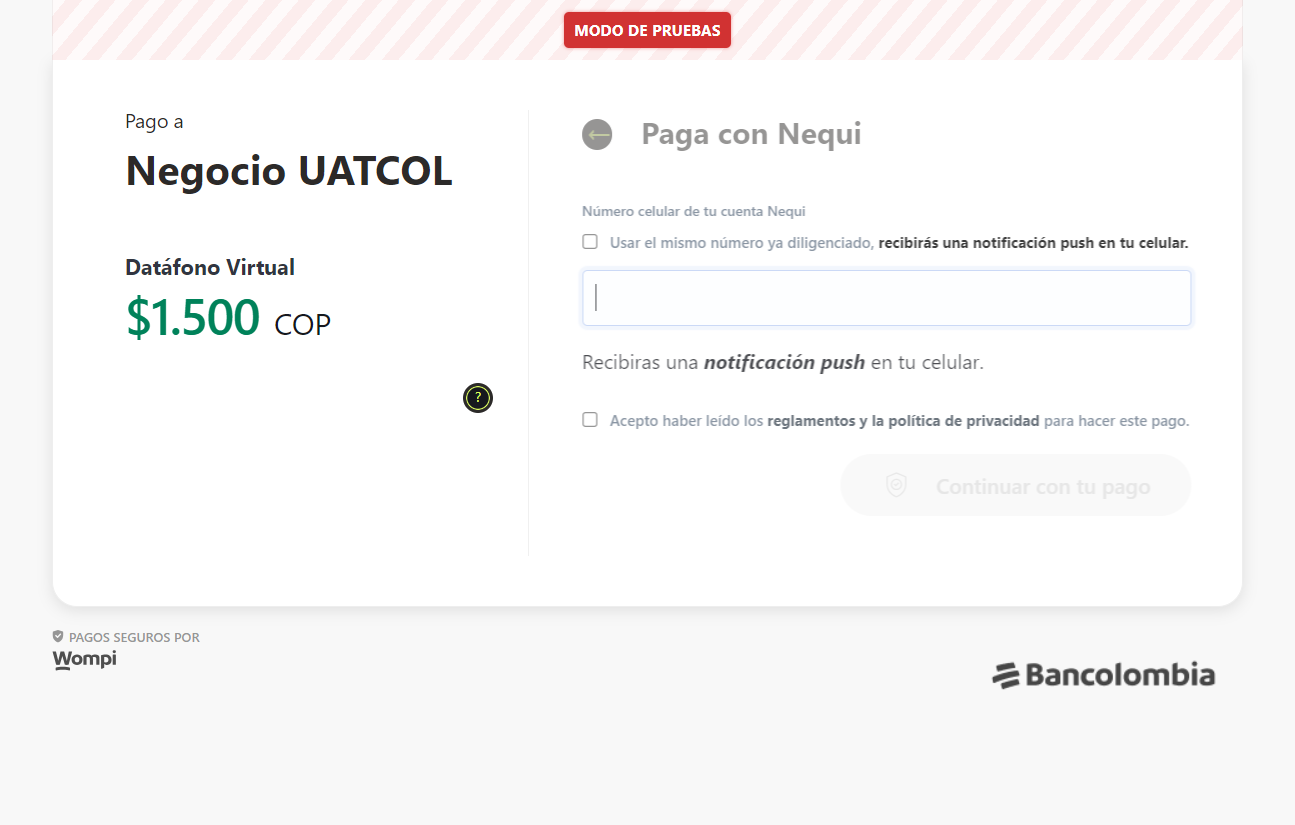 MODO DE PRUEBAS
Pago a
Negocio UATCOL
Datáfono Virtual
$1.500 COP
?
Paga con Nequi
Número celular de tu cuenta Nequi
Usar el mismo número ya diligenciado, recibirás una notificación push en tu celular.
Recibiras una notificación push en tu celular.
Acepto haber leído los reglamentos y la política de privacidad para hacer este pago.
Continuar con tu pago
PAGOS SEGUROS POR
Wompi
Bancolombia